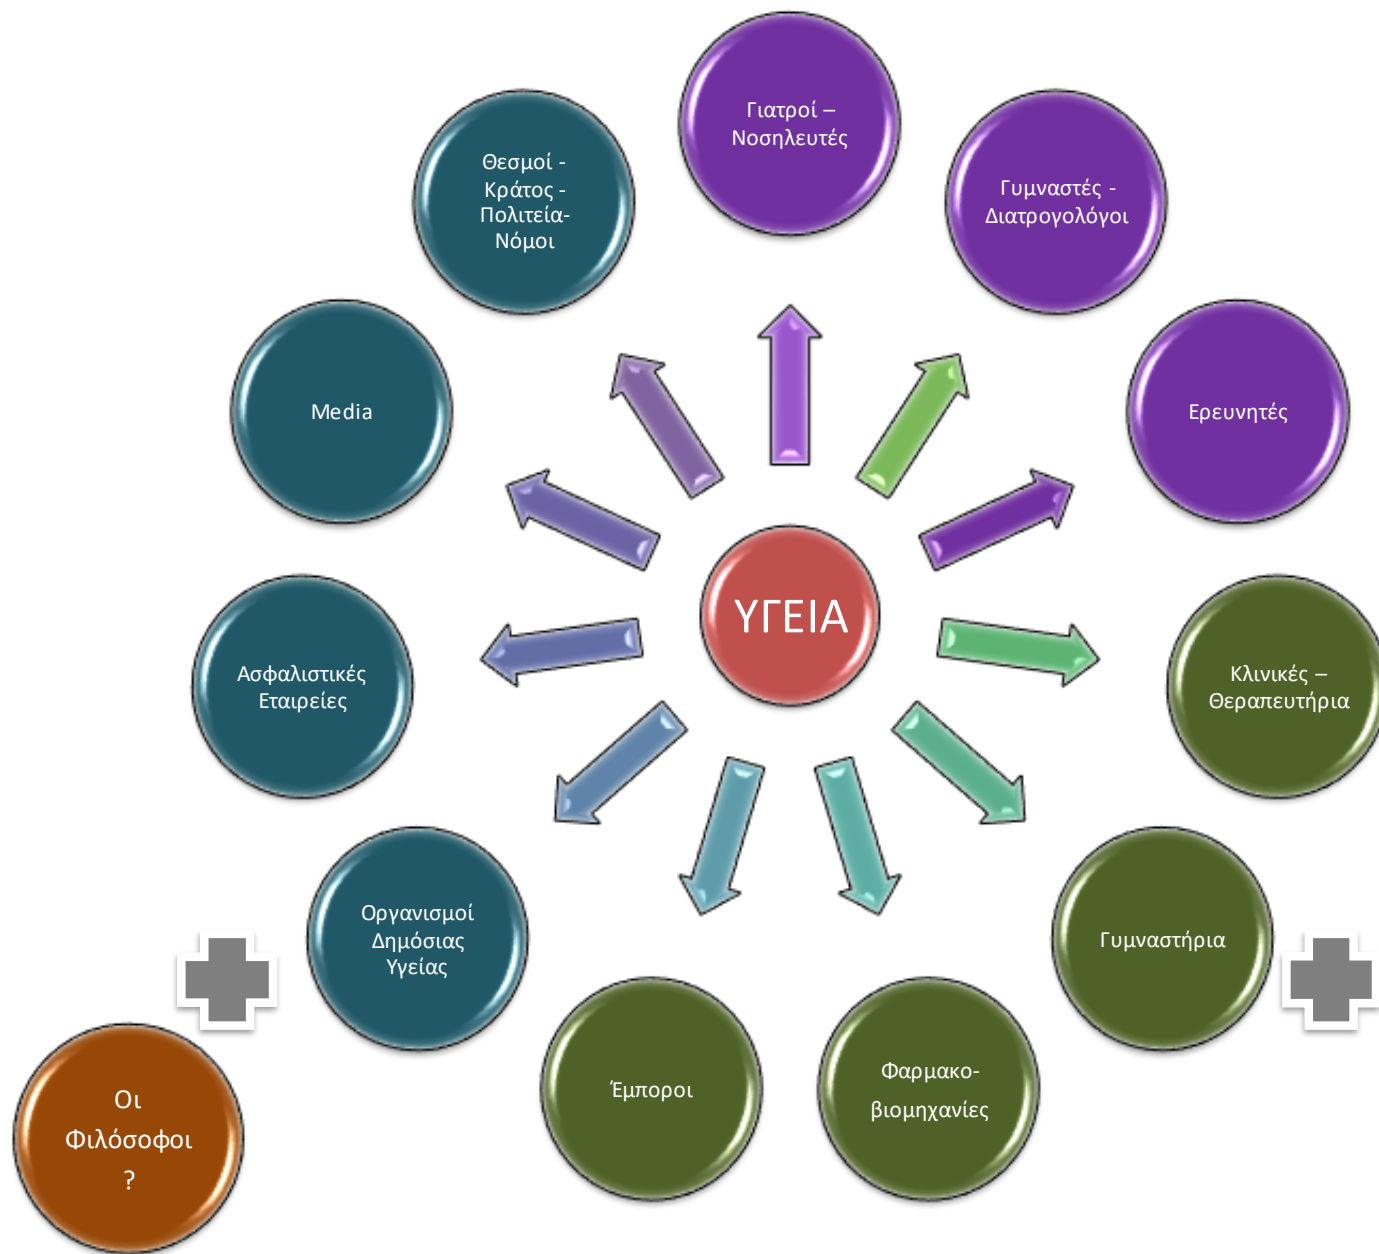 Γιατροί –
Νοσηλευτές
Γυμναστές -
Διατρογολόγοι
Ερευνητές
Κλινικές –
Θεραπευτήρια
Γυμναστήρια
Φαρμακο-
βιομηχανίες
Έμποροι
Οργανισμοί
Δημόσιας
Υγείας
Ασφαλιστικές
Εταιρείες
Media
Θεσμοί -
Κράτος -
Πολιτεία-
Νόμοι
ΥΓΕΙΑ
Οι
Φιλόσοφοι
?